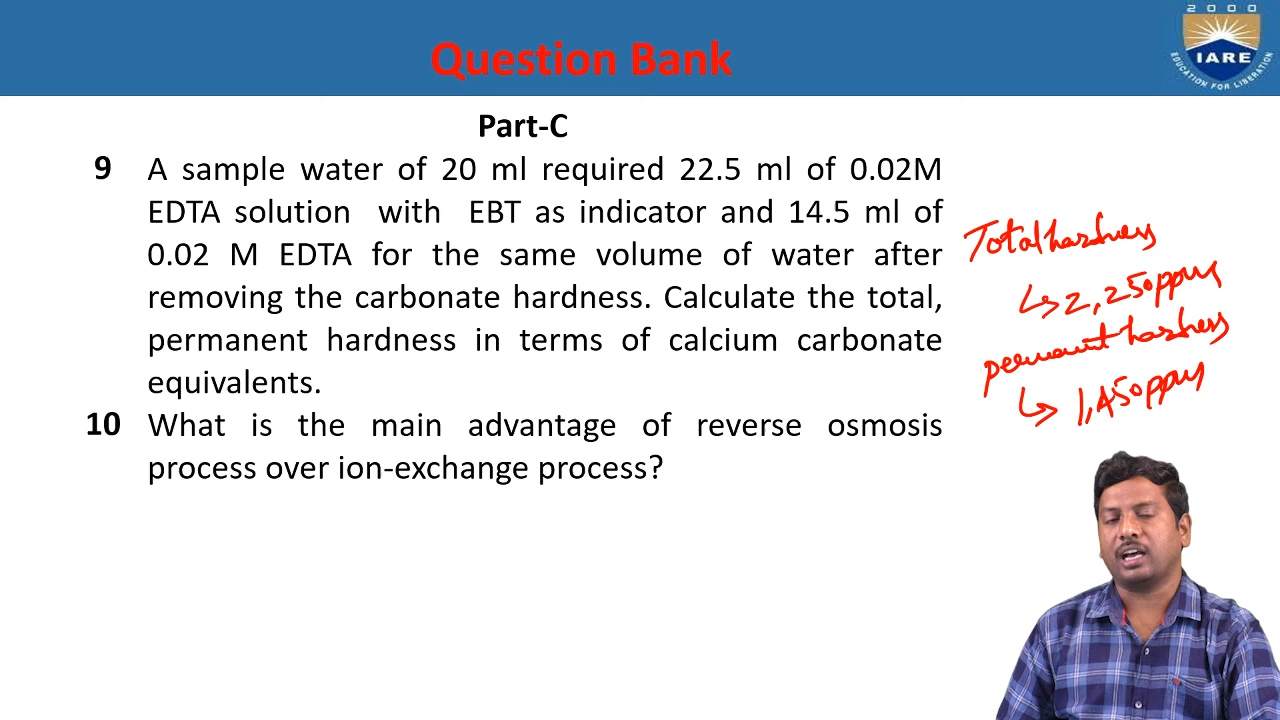 2000
IARE
EDUCATION FOR LIBERATION
Question Bank
Part-C
9 A sample water of 20 ml required 22.5 ml of 0.02M
EDTA solution with EBT as indicator and 14.5 ml of
0.02 M EDTA for the same volume of water after
removing the carbonate hardness. Calculate the total,
permanent hardness in terms of calcium carbonate
equivalents.
10 What is the main advantage of reverse osmosis
process over ion-exchange process?
Total hardness
↳ 2,250ppm
permanent hardness
↳ 1,450ppm